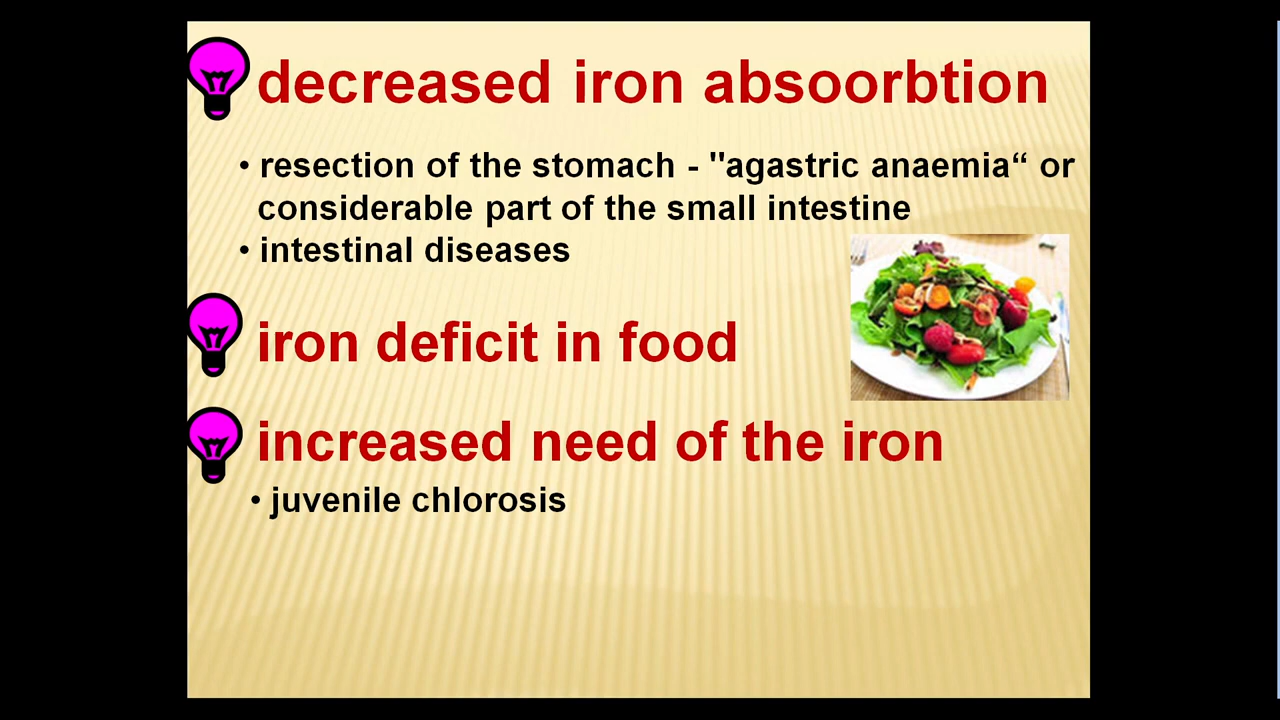 decreased iron absoorbtion
• resection of the stomach - "agastric anaemia“ or
considerable part of the small intestine
• intestinal diseases
iron deficit in food
increased need of the iron
• juvenile chlorosis